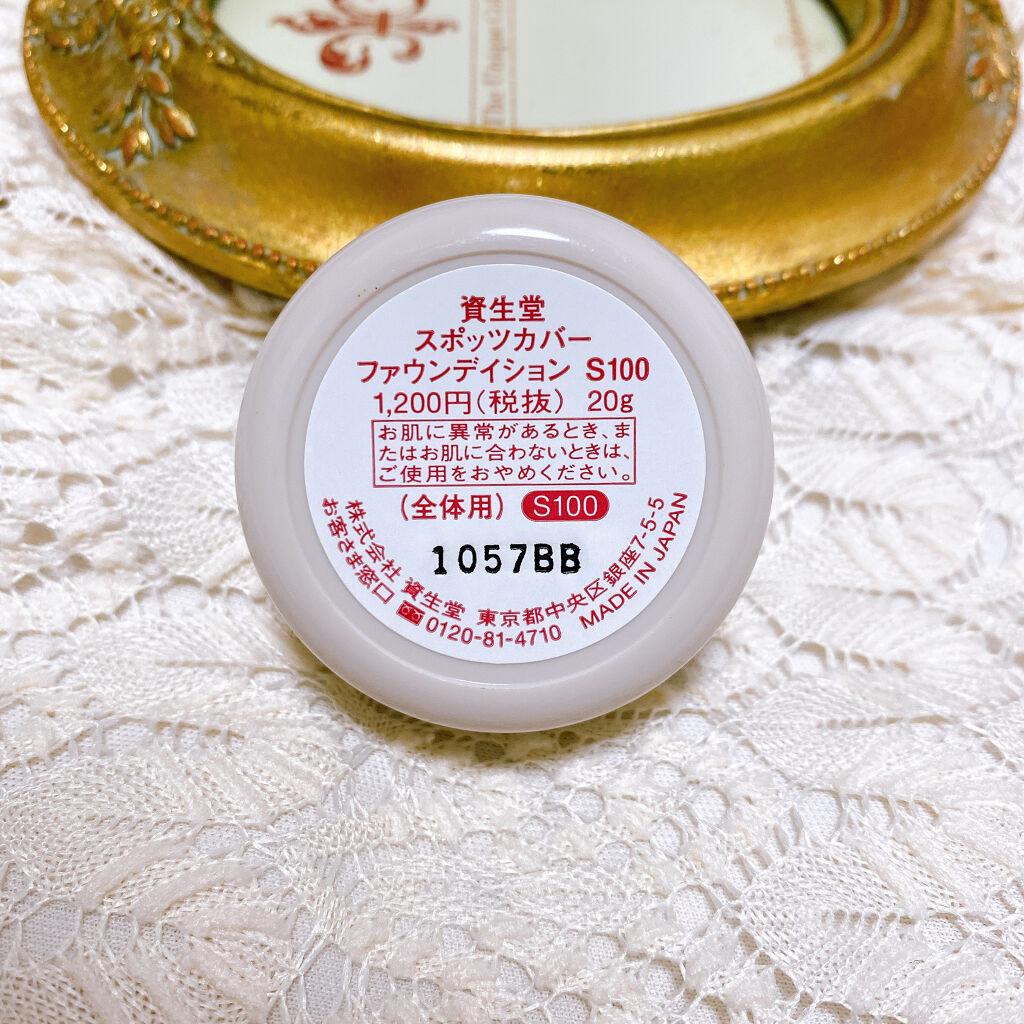 The Unique
資生堂
スポッツカバー
ファウンデイション S100
1,200円(税抜) 20g
お肌に異常があるとき、ま
たはお肌に合わないときは、
ご使用をおやめください。
(全体用) S100
1057BB
株式会社 資生堂 東京都中央区銀座7-5-5
お客さま窓口 0120-81-4710 MADE IN JAPAN